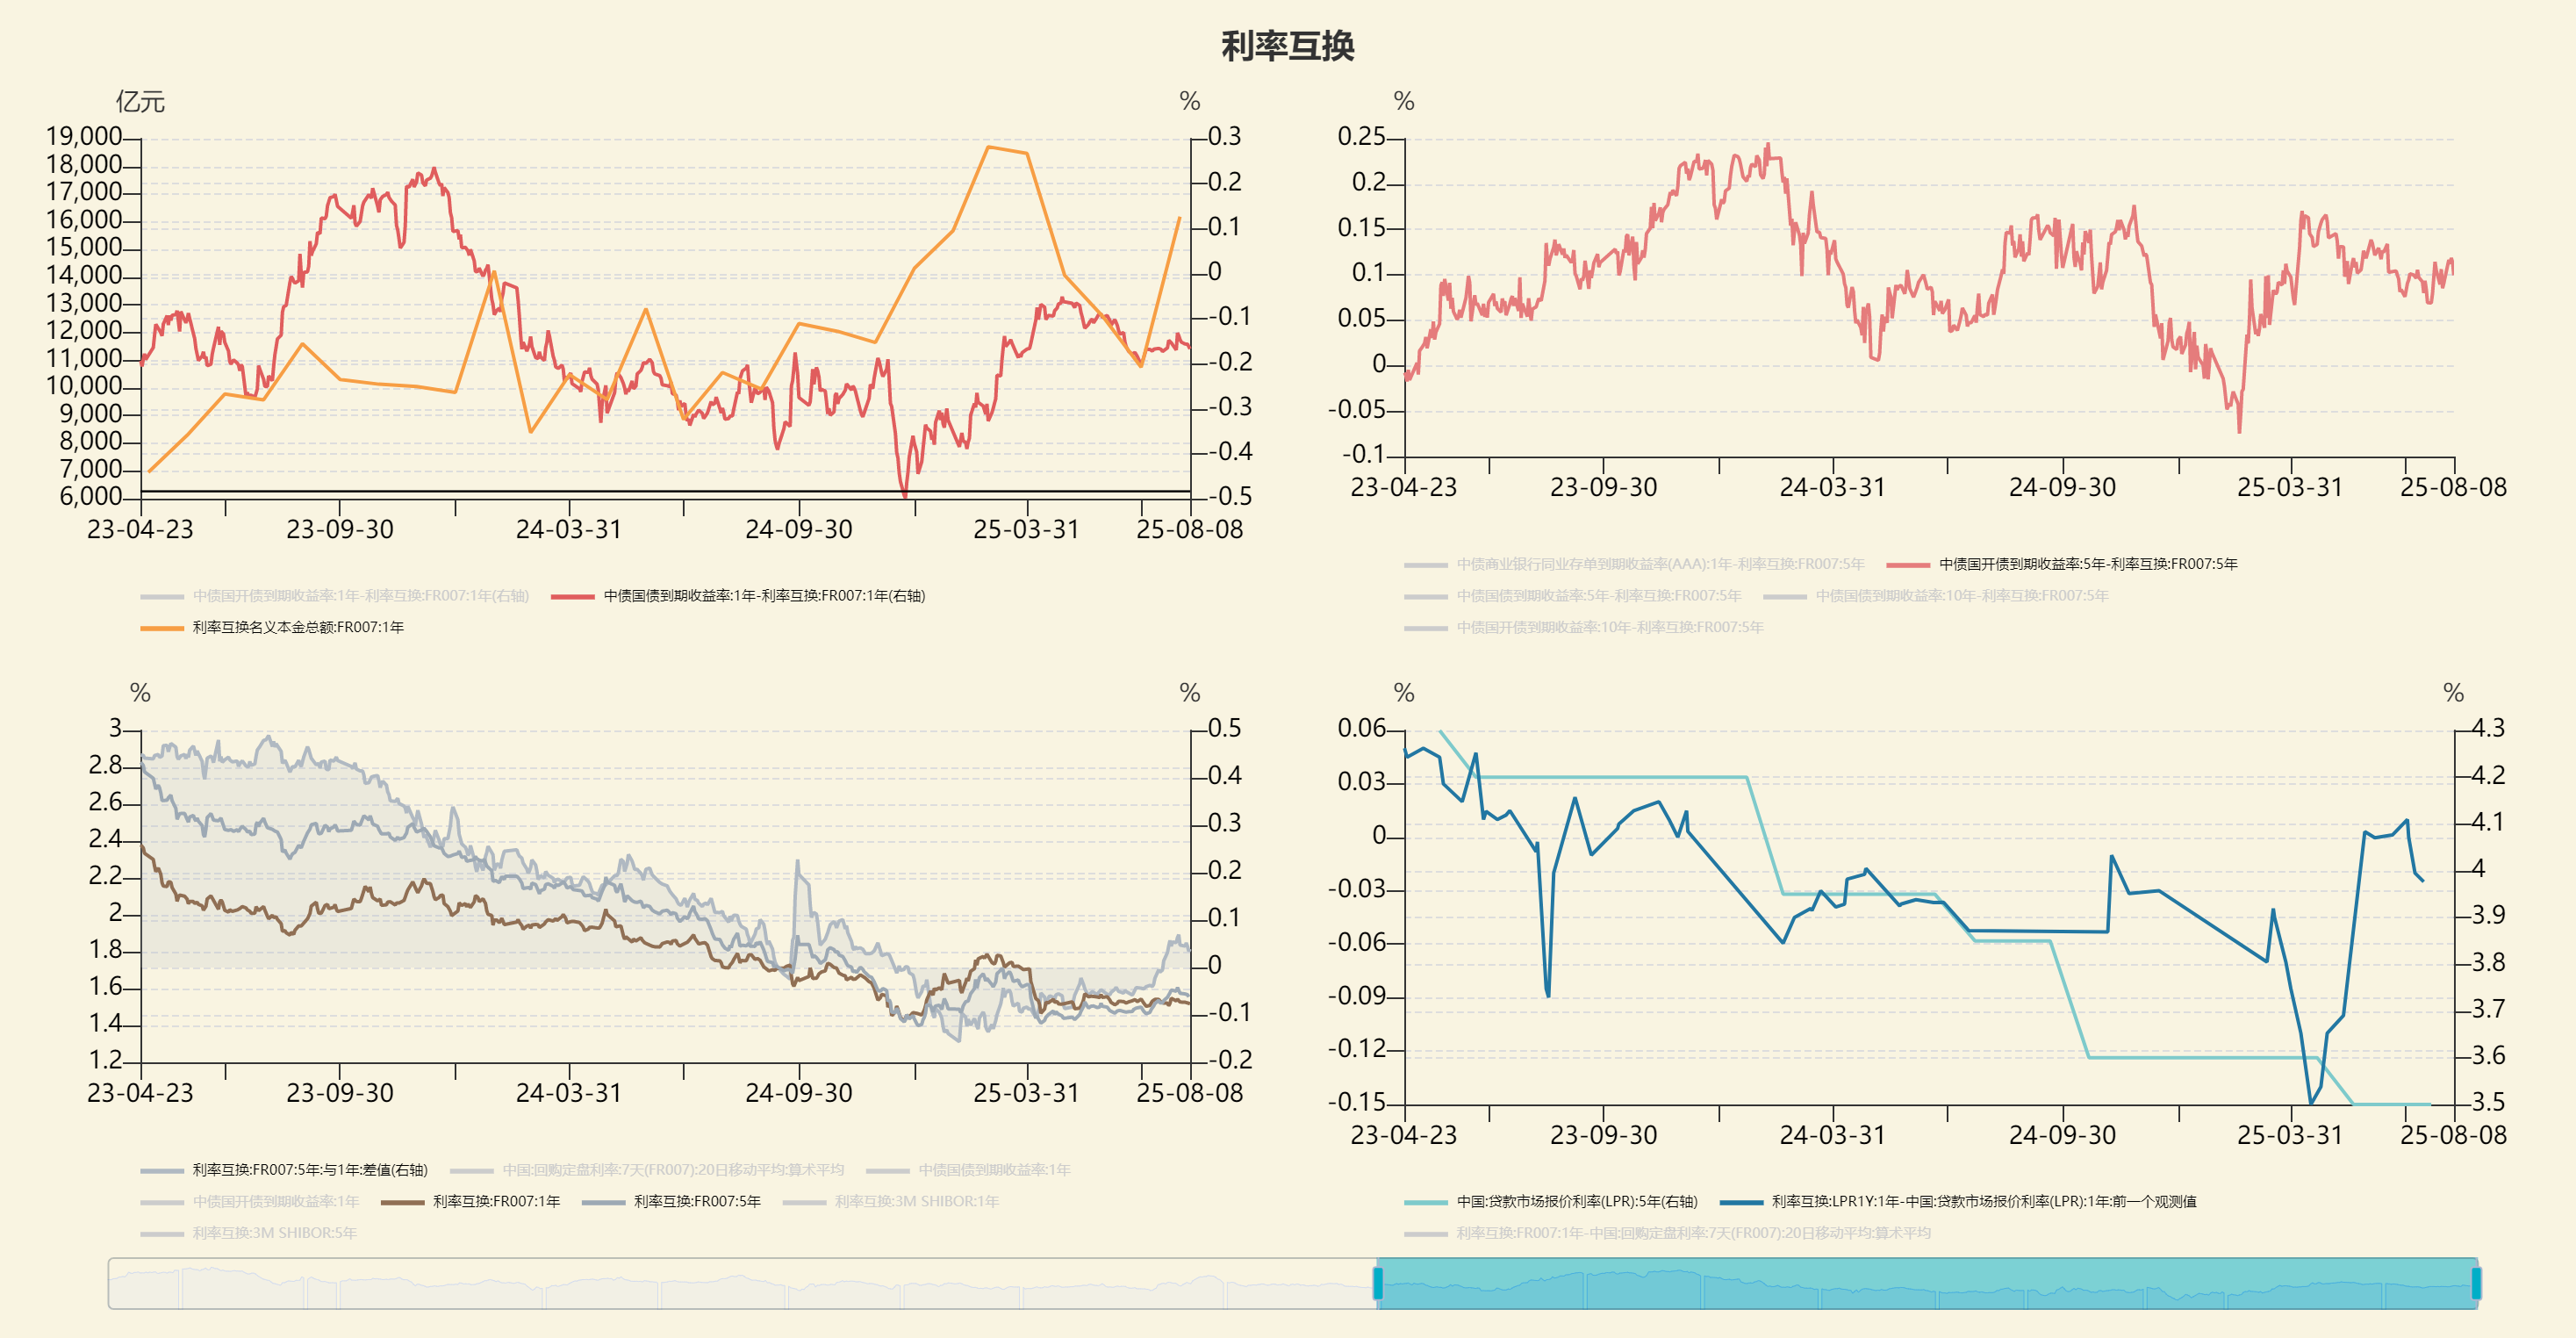 利率互换
亿元 %
19,000 0.3
18,000
17,000 0.2
16,000
15,000 0.1
14,000 0
13,000
12,000 -0.1
11,000 -0.2
10,000
9,000 -0.3
8,000 -0.4
7,000
6,000 -0.5
23-04-23 23-09-30 24-03-31 24-09-30 25-03-31 25-08-08
中债国开债到期收益率:1年-利率互换:FR007:1年(右轴) 中债国债到期收益率:1年-利率互换:FR007:1年(右轴)
利率互换名义本金总额:FR007:1年
%
0.25
0.2
0.15
0.1
0.05
0
-0.05
-0.1
23-04-23 23-09-30 24-03-31 24-09-30 25-03-31 25-08-08
中债商业银行同业存单到期收益率(AAA):1年-利率互换:FR007:5年 中债国开债到期收益率:5年-利率互换:FR007:5年
中债国债到期收益率:5年-利率互换:FR007:5年 中债国债到期收益率:10年-利率互换:FR007:5年
中债国开债到期收益率:10年-利率互换:FR007:5年
% %
3 0.5
2.8 0.4
2.6
2.4 0.3
2.2 0.2
2 0.1
1.8 0
1.6
1.4 -0.1
1.2 -0.2
23-04-23 23-09-30 24-03-31 24-09-30 25-03-31 25-08-08
利率互换:FR007:5年:与1年:差值(右轴) 中国:回购定盘利率:7天(FR007):20日移动平均:算术平均 中债国债到期收益率:1年
中债国开债到期收益率:1年 利率互换:FR007:1年 利率互换:FR007:5年 利率互换:3M SHIBOR:1年
利率互换:3M SHIBOR:5年
% %
0.06 4.3
0.03 4.2
0 4.1
-0.03 4
-0.06 3.9
-0.09 3.8
-0.12 3.7
-0.15 3.6
3.5
23-04-23 23-09-30 24-03-31 24-09-30 25-03-31 25-08-08
中国:贷款市场报价利率(LPR):5年(右轴) 利率互换:LPR1Y:1年-中国:贷款市场报价利率(LPR):1年:前一个观测值
利率互换:FR007:1年-中国:回购定盘利率:7天(FR007):20日移动平均:算术平均